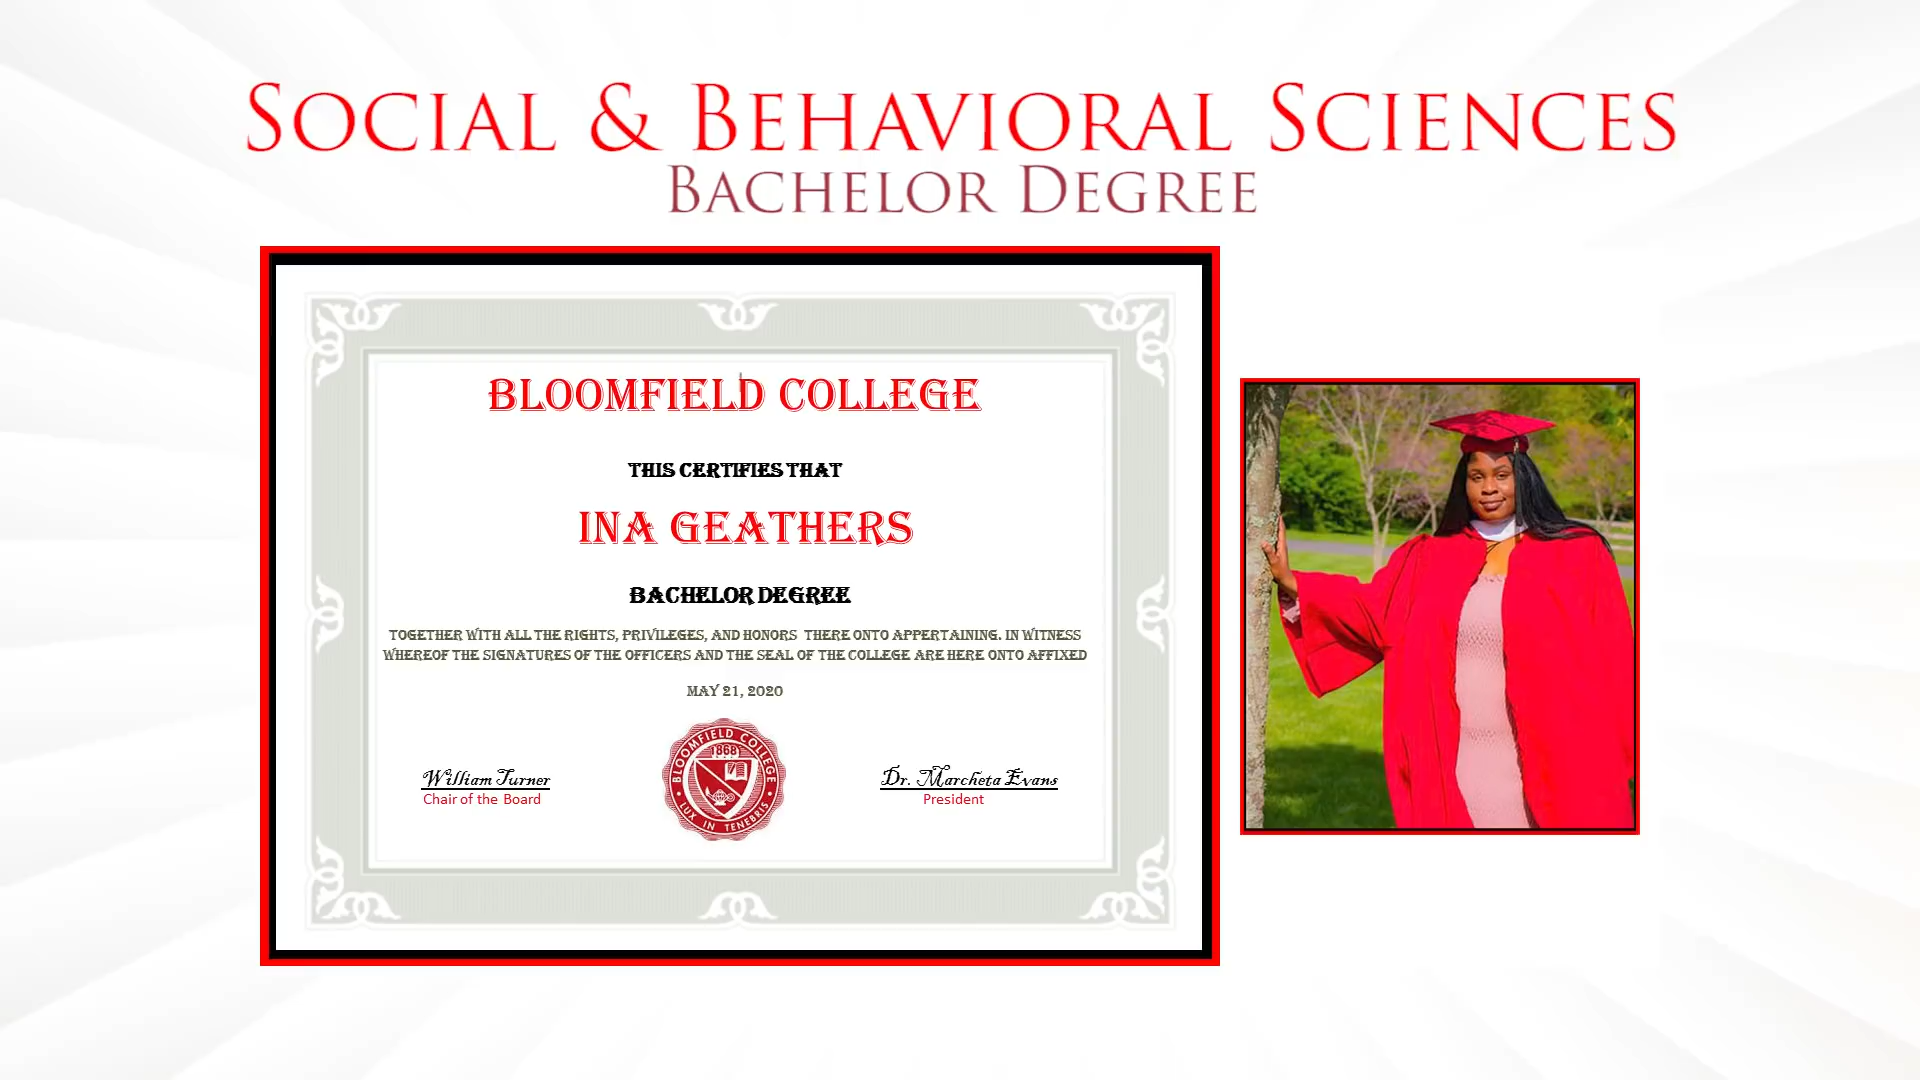 SOCIAL & BEHAVIORAL SCIENCES
BACHELOR DEGREE
BLOOMFIELD COLLEGE
THIS CERTIFIES THAT
INA GEATHERS
BACHELOR DEGREE
TOGETHER WITH ALL THE RIGHTS, PRIVILEGES, AND HONORS THERE ONTO APPERTAINING. IN WITNESS
WHEREOF THE SIGNATURES OF THE OFFICERS AND THE SEAL OF THE COLLEGE ARE HERE ONTO AFFIXED
MAY 21, 2020
BLOOMFIELD COLLEGE
1868
LUX IN TENEBRIS
William Turner
Chair of the Board
Dr. Marcheta Evans
President